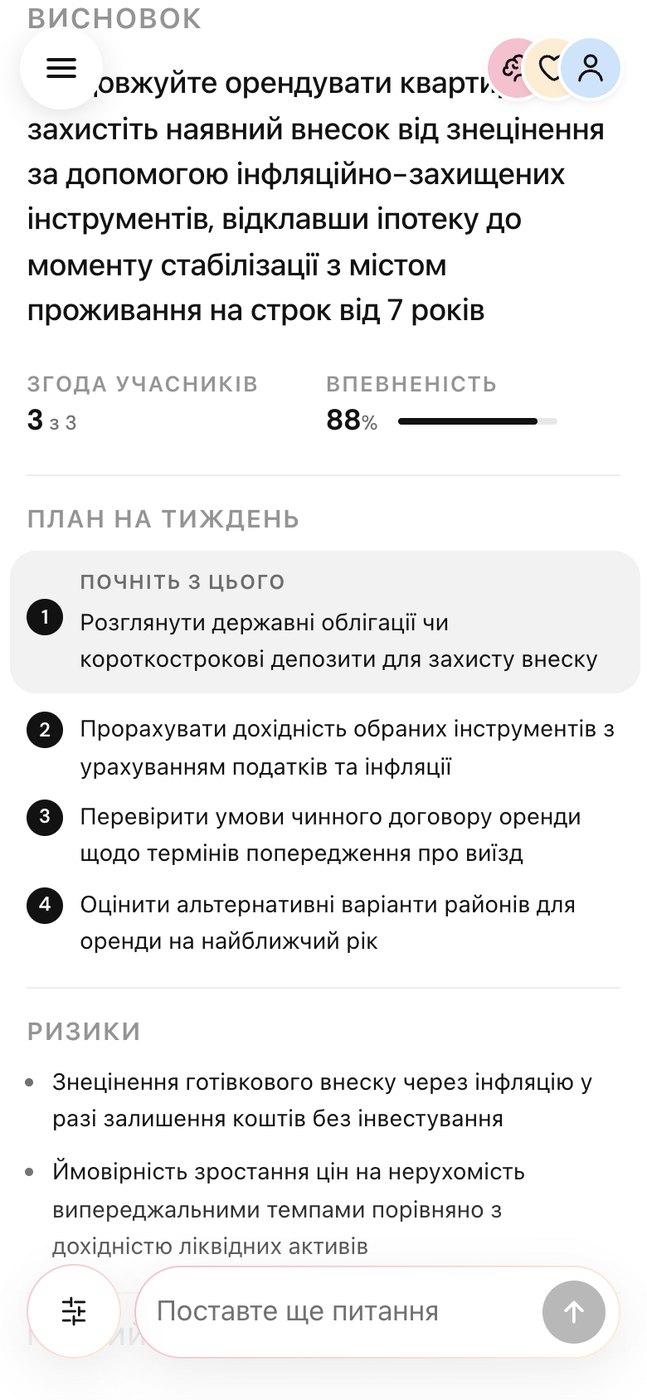 ВИСНОВОК
орендувати
захистіть наявний внесок від знецінення
за допомогою інфляційно-захищених
інструментів, відклавши іпотеку до
моменту стабілізації з містом
проживання на строк від 7 років
ЗГОДА УЧАСНИКІВ
3 з 3
ВПЕВНЕНІСТЬ
88%
ПЛАН НА ТИЖДЕНЬ
ПОЧНІТЬ З ЦЬОГО
1
Розглянути державні облігації чи
короткострокові депозити для захисту внеску
2
Прорахувати дохідність обраних інструментів з
урахуванням податків та інфляції
3
Перевірити умови чинного договору оренди
щодо термінів попередження про виїзд
4
Оцінити альтернативні варіанти районів для
оренди на найближчий рік
РИЗИКИ
Знецінення готівкового внеску через інфляцію у
разі залишення коштів без інвестування
Ймовірність зростання цін на нерухомість
випереджальними темпами порівняно з
дохідністю ліквідних активів
Поставте ще питання